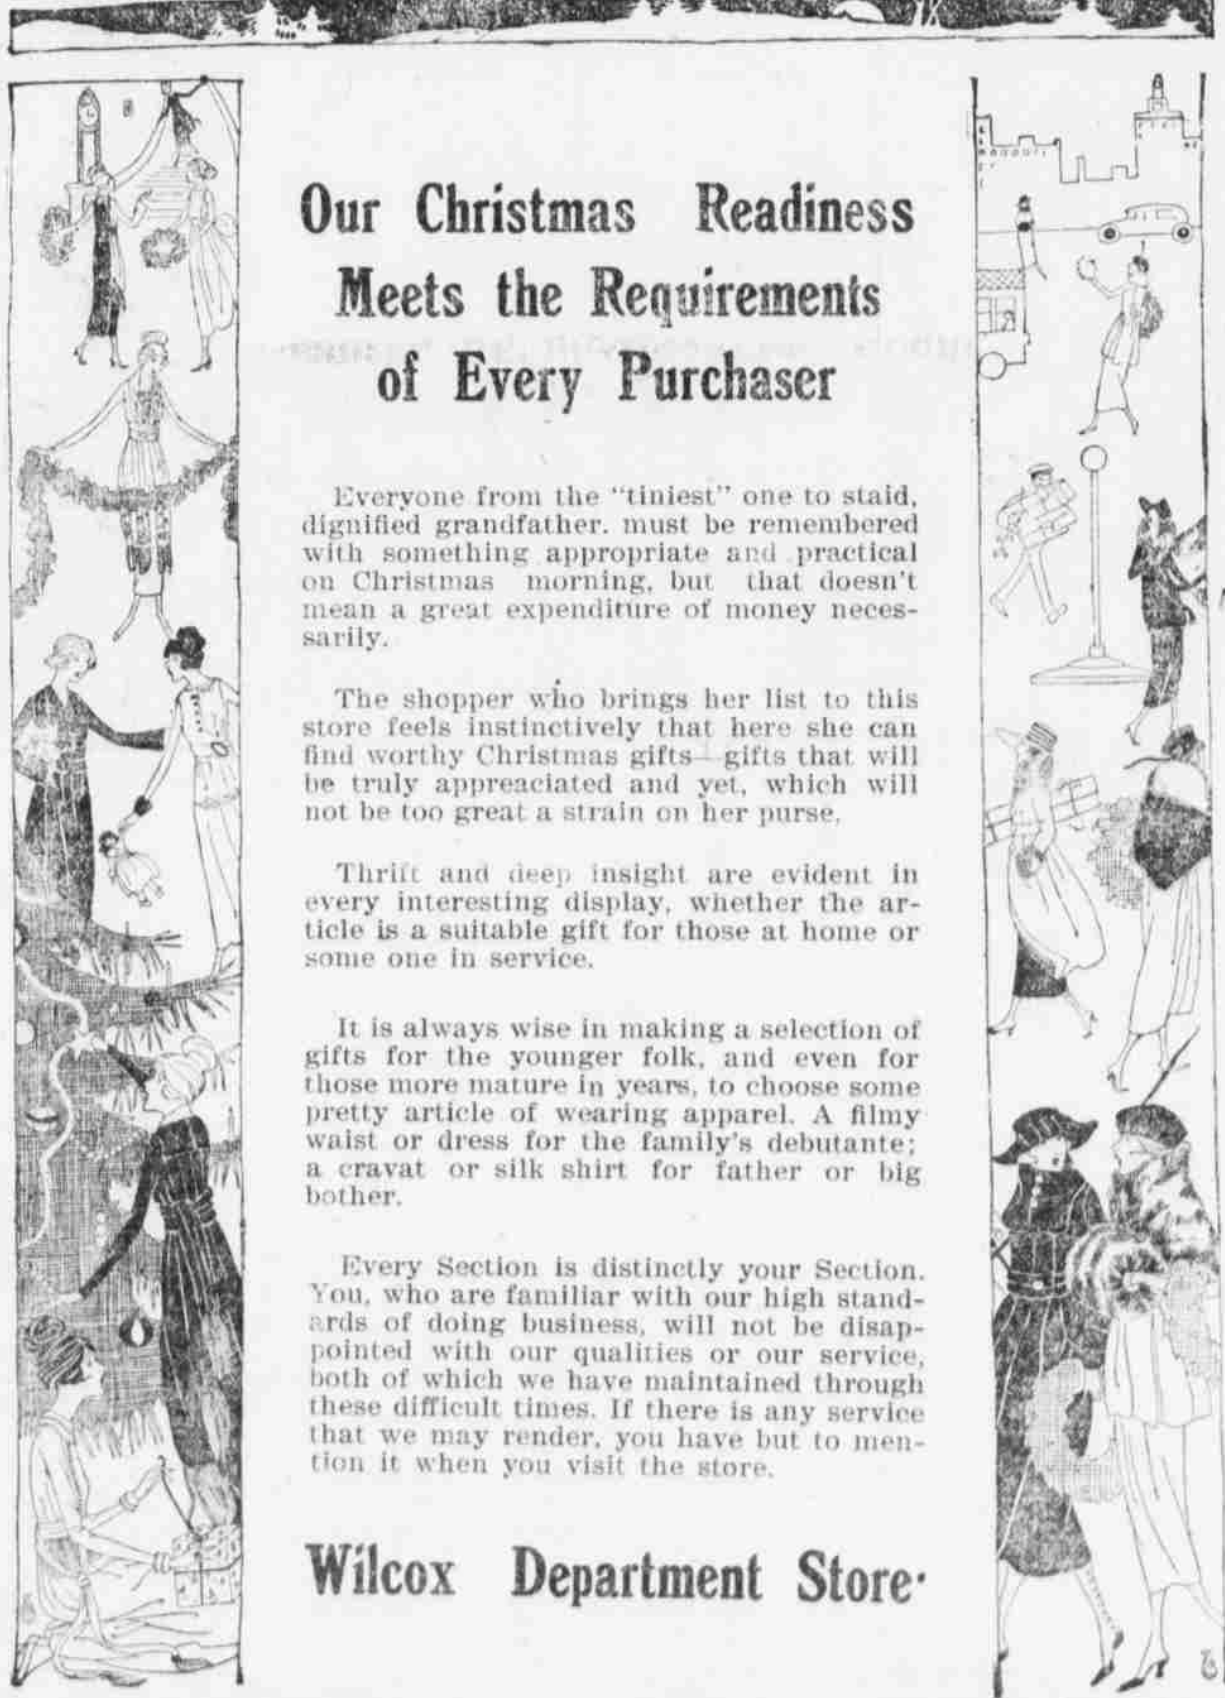 Our Christmas Readiness
Meets the Requirements
of Every Purchaser
Everyone from the "tiniest" one to staid,
dignified grandfather. must be remembered
with something appropriate and practical
on Christmas morning, but that doesn't
mean a great expenditure of money neces-
sarily.
The shopper who brings her list to this
store feels instinctively that here she can
find worthy Christmas gifts—gifts that will
be truly appreaciated and yet, which will
not be too great a strain on her purse.
Thrift and deep insight are evident in
every interesting display, whether the ar-
ticle is a suitable gift for those at home or
some one in service.
It is always wise in making a selection of
gifts for the younger folk, and even for
those more mature in years, to choose some
pretty article of wearing apparel. A filmy
waist or dress for the family's debutante;
a cravat or silk shirt for father or big
bother.
Every Section is distinctly your Section.
You, who are familiar with our high stand-
ards of doing business, will not be disap-
pointed with our qualities or our service,
both of which we have maintained through
these difficult times. If there is any service
that we may render, you have but to men-
tion it when you visit the store.
Wilcox Department Store.